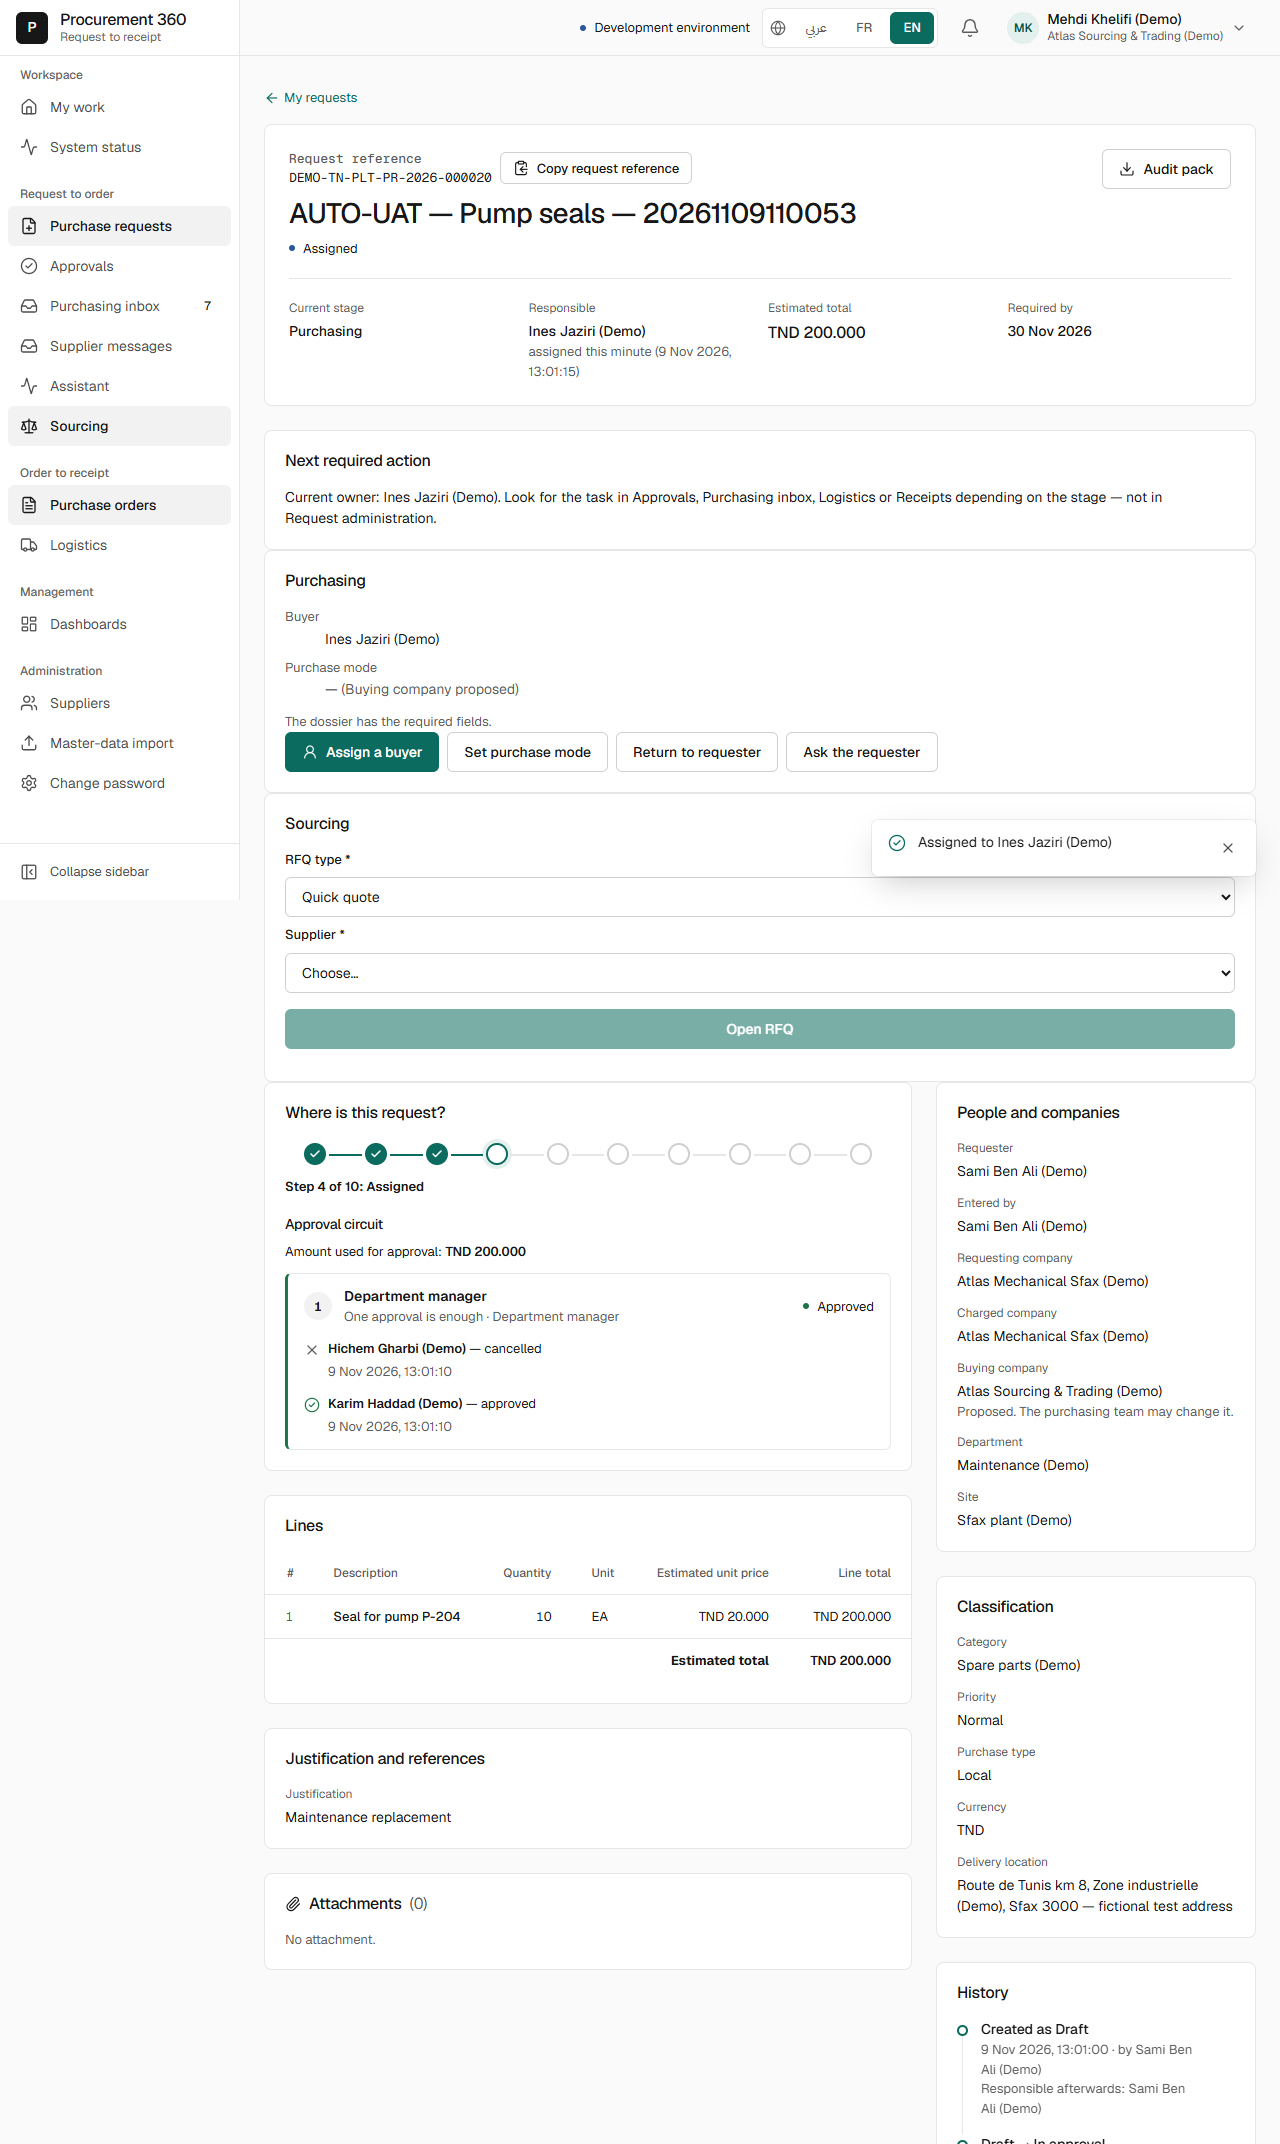 P
Procurement 360
Request to receipt
Development environment
عربي
FR
EN
MK
Mehdi Khelifi (Demo)
Atlas Sourcing & Trading (Demo)
Workspace
My work
System status
Request to order
Purchase requests
Approvals
Purchasing inbox 7
Supplier messages
Assistant
Sourcing
Order to receipt
Purchase orders
Logistics
Management
Dashboards
Administration
Suppliers
Master-data import
Change password
Collapse sidebar
My requests
Request reference
DEMO-TN-PLT-PR-2026-000020
Copy request reference
Audit pack
AUTO-UAT — Pump seals — 20261109110053
Assigned
Current stage
Purchasing
Responsible
Ines Jaziri (Demo)
assigned this minute (9 Nov 2026,
13:01:15)
Estimated total
TND 200.000
Required by
30 Nov 2026
Next required action
Current owner: Ines Jaziri (Demo). Look for the task in Approvals, Purchasing inbox, Logistics or Receipts depending on the stage — not in
Request administration.
Purchasing
Buyer
Ines Jaziri (Demo)
Purchase mode
— (Buying company proposed)
The dossier has the required fields.
Assign a buyer
Set purchase mode
Return to requester
Ask the requester
Sourcing
Assigned to Ines Jaziri (Demo)
RFQ type *
Quick quote
Supplier *
Choose…
Open RFQ
Where is this request?
Step 4 of 10: Assigned
Approval circuit
Amount used for approval: TND 200.000
1
Department manager
One approval is enough · Department manager
Approved
Hichem Gharbi (Demo) — cancelled
9 Nov 2026, 13:01:10
Karim Haddad (Demo) — approved
9 Nov 2026, 13:01:10
Lines
# Description Quantity Unit Estimated unit price Line total
1 Seal for pump P-204 10 EA TND 20.000 TND 200.000
Estimated total TND 200.000
Justification and references
Justification
Maintenance replacement
Attachments (0)
No attachment.
People and companies
Requester
Sami Ben Ali (Demo)
Entered by
Sami Ben Ali (Demo)
Requesting company
Atlas Mechanical Sfax (Demo)
Charged company
Atlas Mechanical Sfax (Demo)
Buying company
Atlas Sourcing & Trading (Demo)
Proposed. The purchasing team may change it.
Department
Maintenance (Demo)
Site
Sfax plant (Demo)
Classification
Category
Spare parts (Demo)
Priority
Normal
Purchase type
Local
Currency
TND
Delivery location
Route de Tunis km 8, Zone industrielle
(Demo), Sfax 3000 — fictional test address
History
Created as Draft
9 Nov 2026, 13:01:00 · by Sami Ben
Ali (Demo)
Responsible afterwards: Sami Ben
Ali (Demo)
Draft → In approval